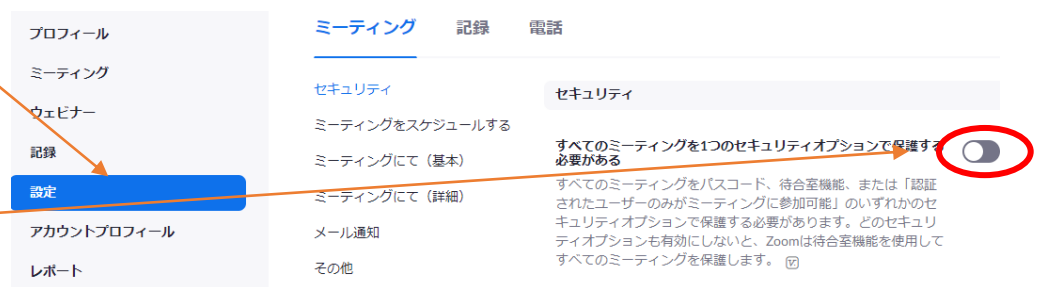 プロフィール
ミーティング
ウェビナー
記録
設定
アカウントプロフィール
レポート
ミーティング 記録 電話
セキュリティ
ミーティングをスケジュールする
ミーティングにて（基本）
ミーティングにて（詳細）
メール通知
その他
セキュリティ
すべてのミーティングを1つのセキュリティオプションで保護する
必要がある
すべてのミーティングをパスコード、待合室機能、または「認証
されたユーザーのみがミーティングに参加可能」のいずれかのセ
キュリティオプションで保護する必要があります。どのセキュリ
ティオプションも有効にしないと、Zoomは待合室機能を使用して
すべてのミーティングを保護します。